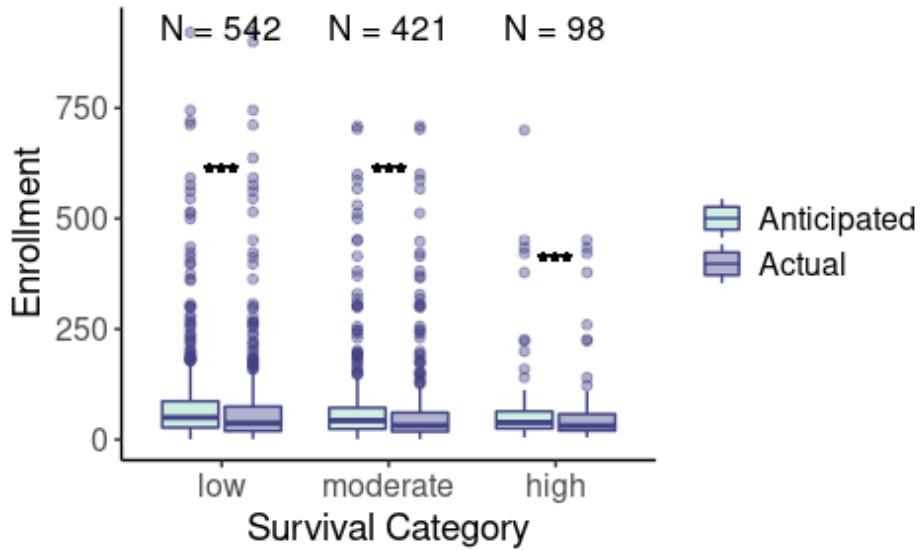 N = 542 N = 421 N = 98
750
500
250
0
*** *** ***
Enrollment
low moderate high
Survival Category
Anticipated
Actual